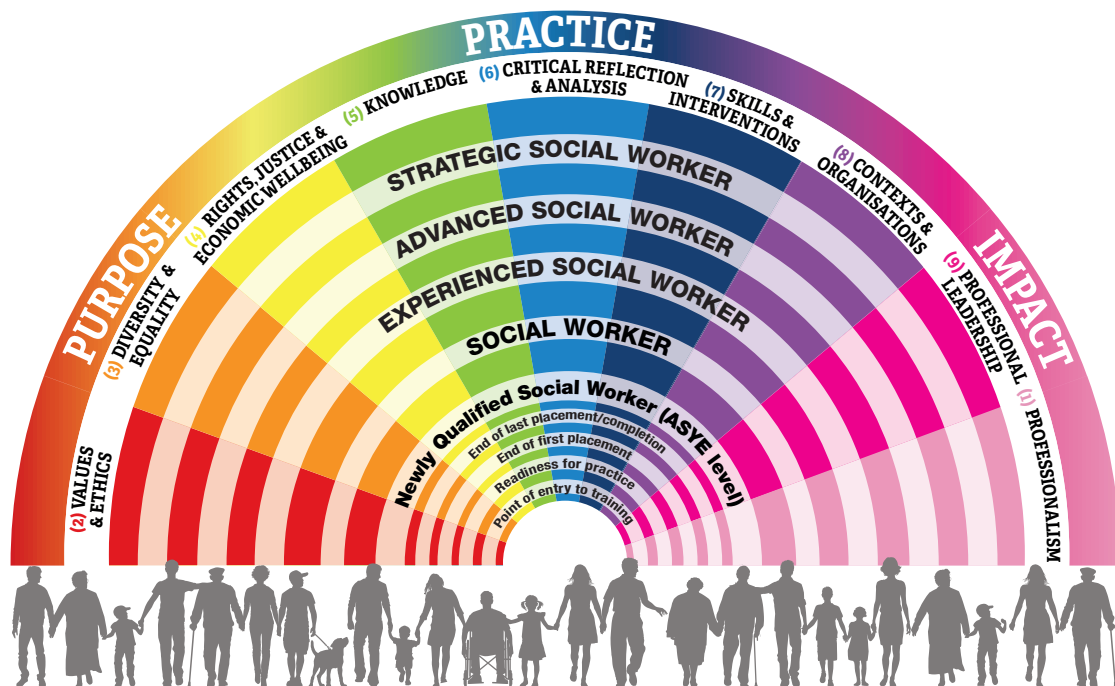 PURPOSE
PRACTICE
IMPACT
(2) VALUES
& ETHICS
(3) DIVERSITY &
EQUALITY
(4) RIGHTS, JUSTICE &
ECONOMIC WELLBEING
(5) KNOWLEDGE
(6) CRITICAL REFLECTION
& ANALYSIS
(7) SKILLS &
INTERVENTIONS
(8) CONTEXTS &
ORGANISATIONS
(9) PROFESSIONAL
LEADERSHIP
(1) PROFESSIONALISM
STRATEGIC SOCIAL WORKER
ADVANCED SOCIAL WORKER
EXPERIENCED SOCIAL WORKER
SOCIAL WORKER
Newly Qualified Social Worker (ASYE level)
End of last placement/completion
End of first placement
Readiness for practice
Point of entry to training